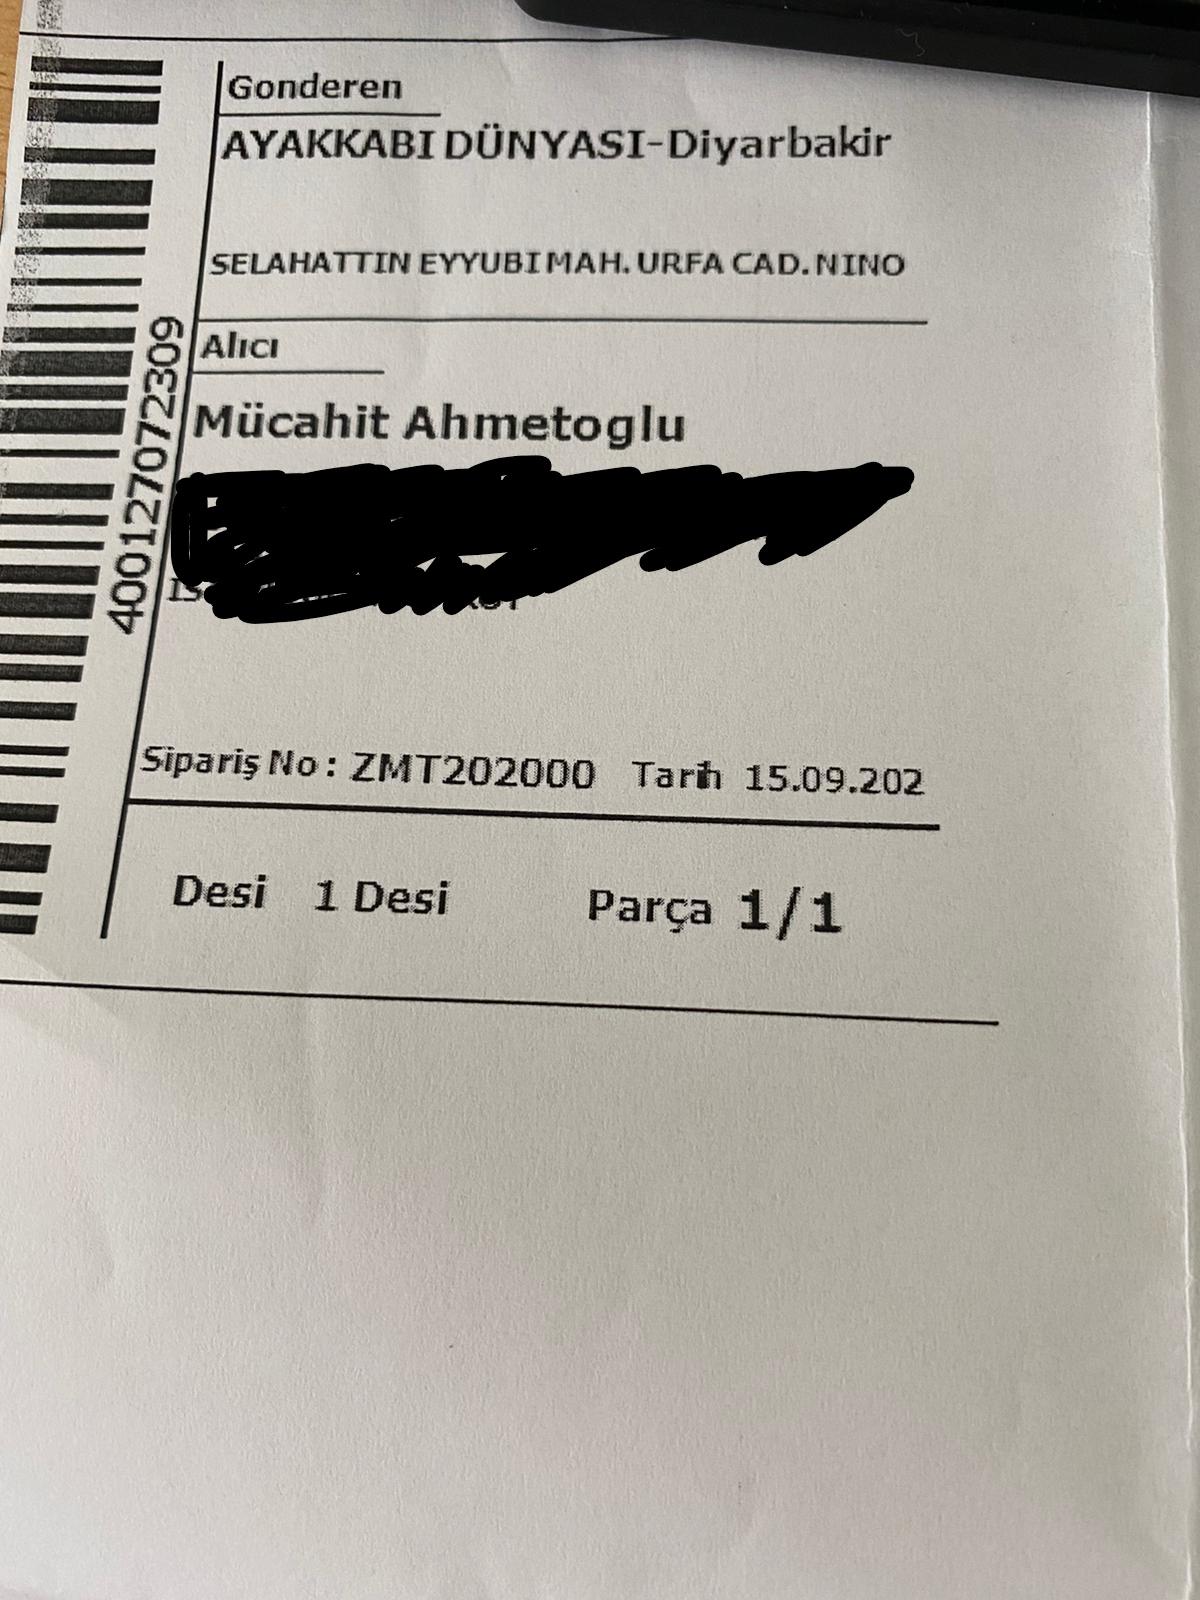 Gonderen
AYAKKABI DÜNYASI-Diyarbakir
SELAHATTIN EYYUBI MAH. URFA CAD. NINO
Alıcı
Mücahit Ahmetoglu
Sipariş No : ZMT202000 Tarih 15.09.202
Desi 1 Desi Parça 1/1
400127072309